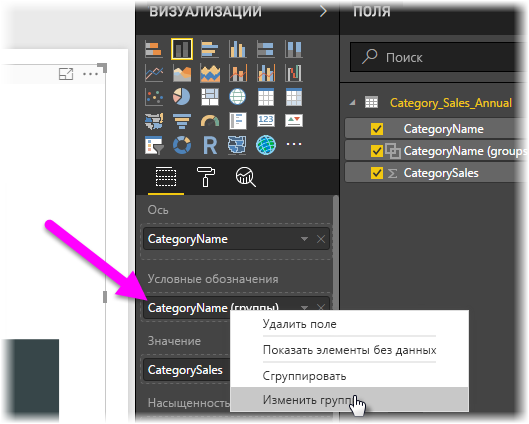 ВИЗУАЛИЗАЦИИ
ПОЛЯ
Поиск
Category_Sales_Annual
CategoryName
CategoryName (groups
CategorySales
123
R
Ось
CategoryName
Условные обозначения
CategoryName (группы)
Значение
CategorySales
Насыщенность
Удалить поле
Показать элементы без данных
Сгруппировать
Изменить групп